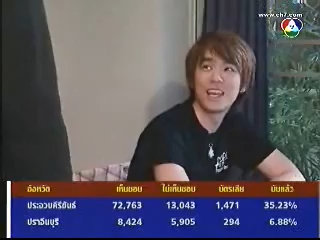 www.ch7.com
7
จังหวัด เห็นชอบ ไม่เห็นชอบ บัตรเสีย นับแล้ว
ประจวบคีรีขันธ์ 72,763 13,043 1,471 35.23%
ปราจีนบุรี 8,424 5,905 294 6.88%